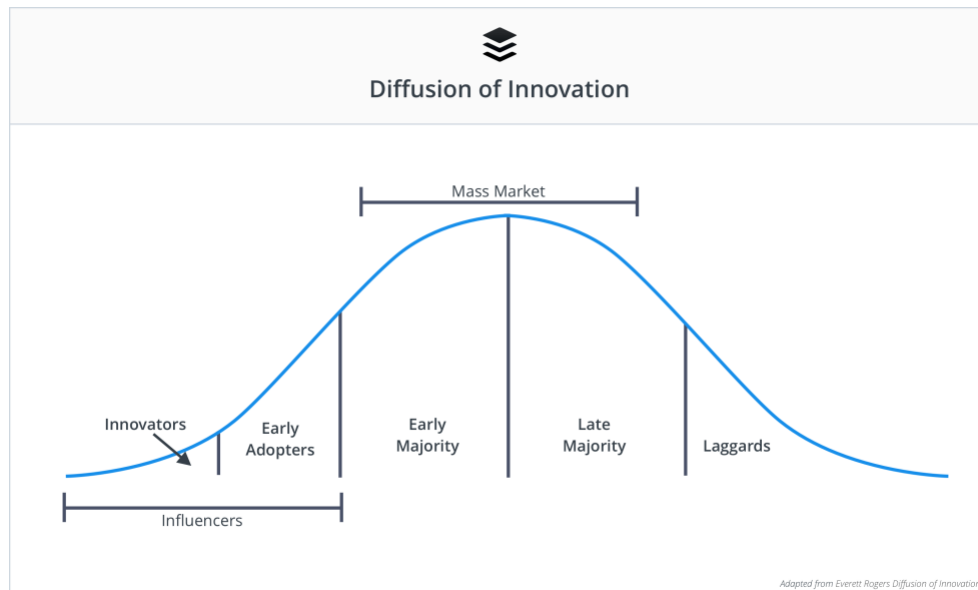 Diffusion of Innovation
Mass Market
Innovators
Early
Adopters
Early
Majority
Late
Majority
Laggards
Influencers
Adapted from Everett Rogers Diffusion of Innovation